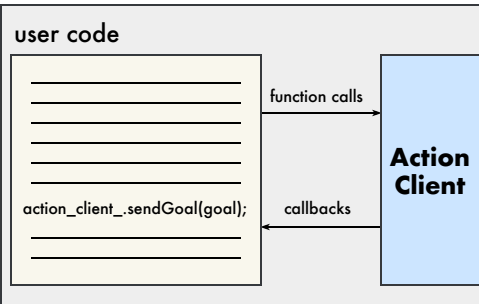 user code
function calls
Action
Client
action_client_.sendGoal(goal);
callbacks